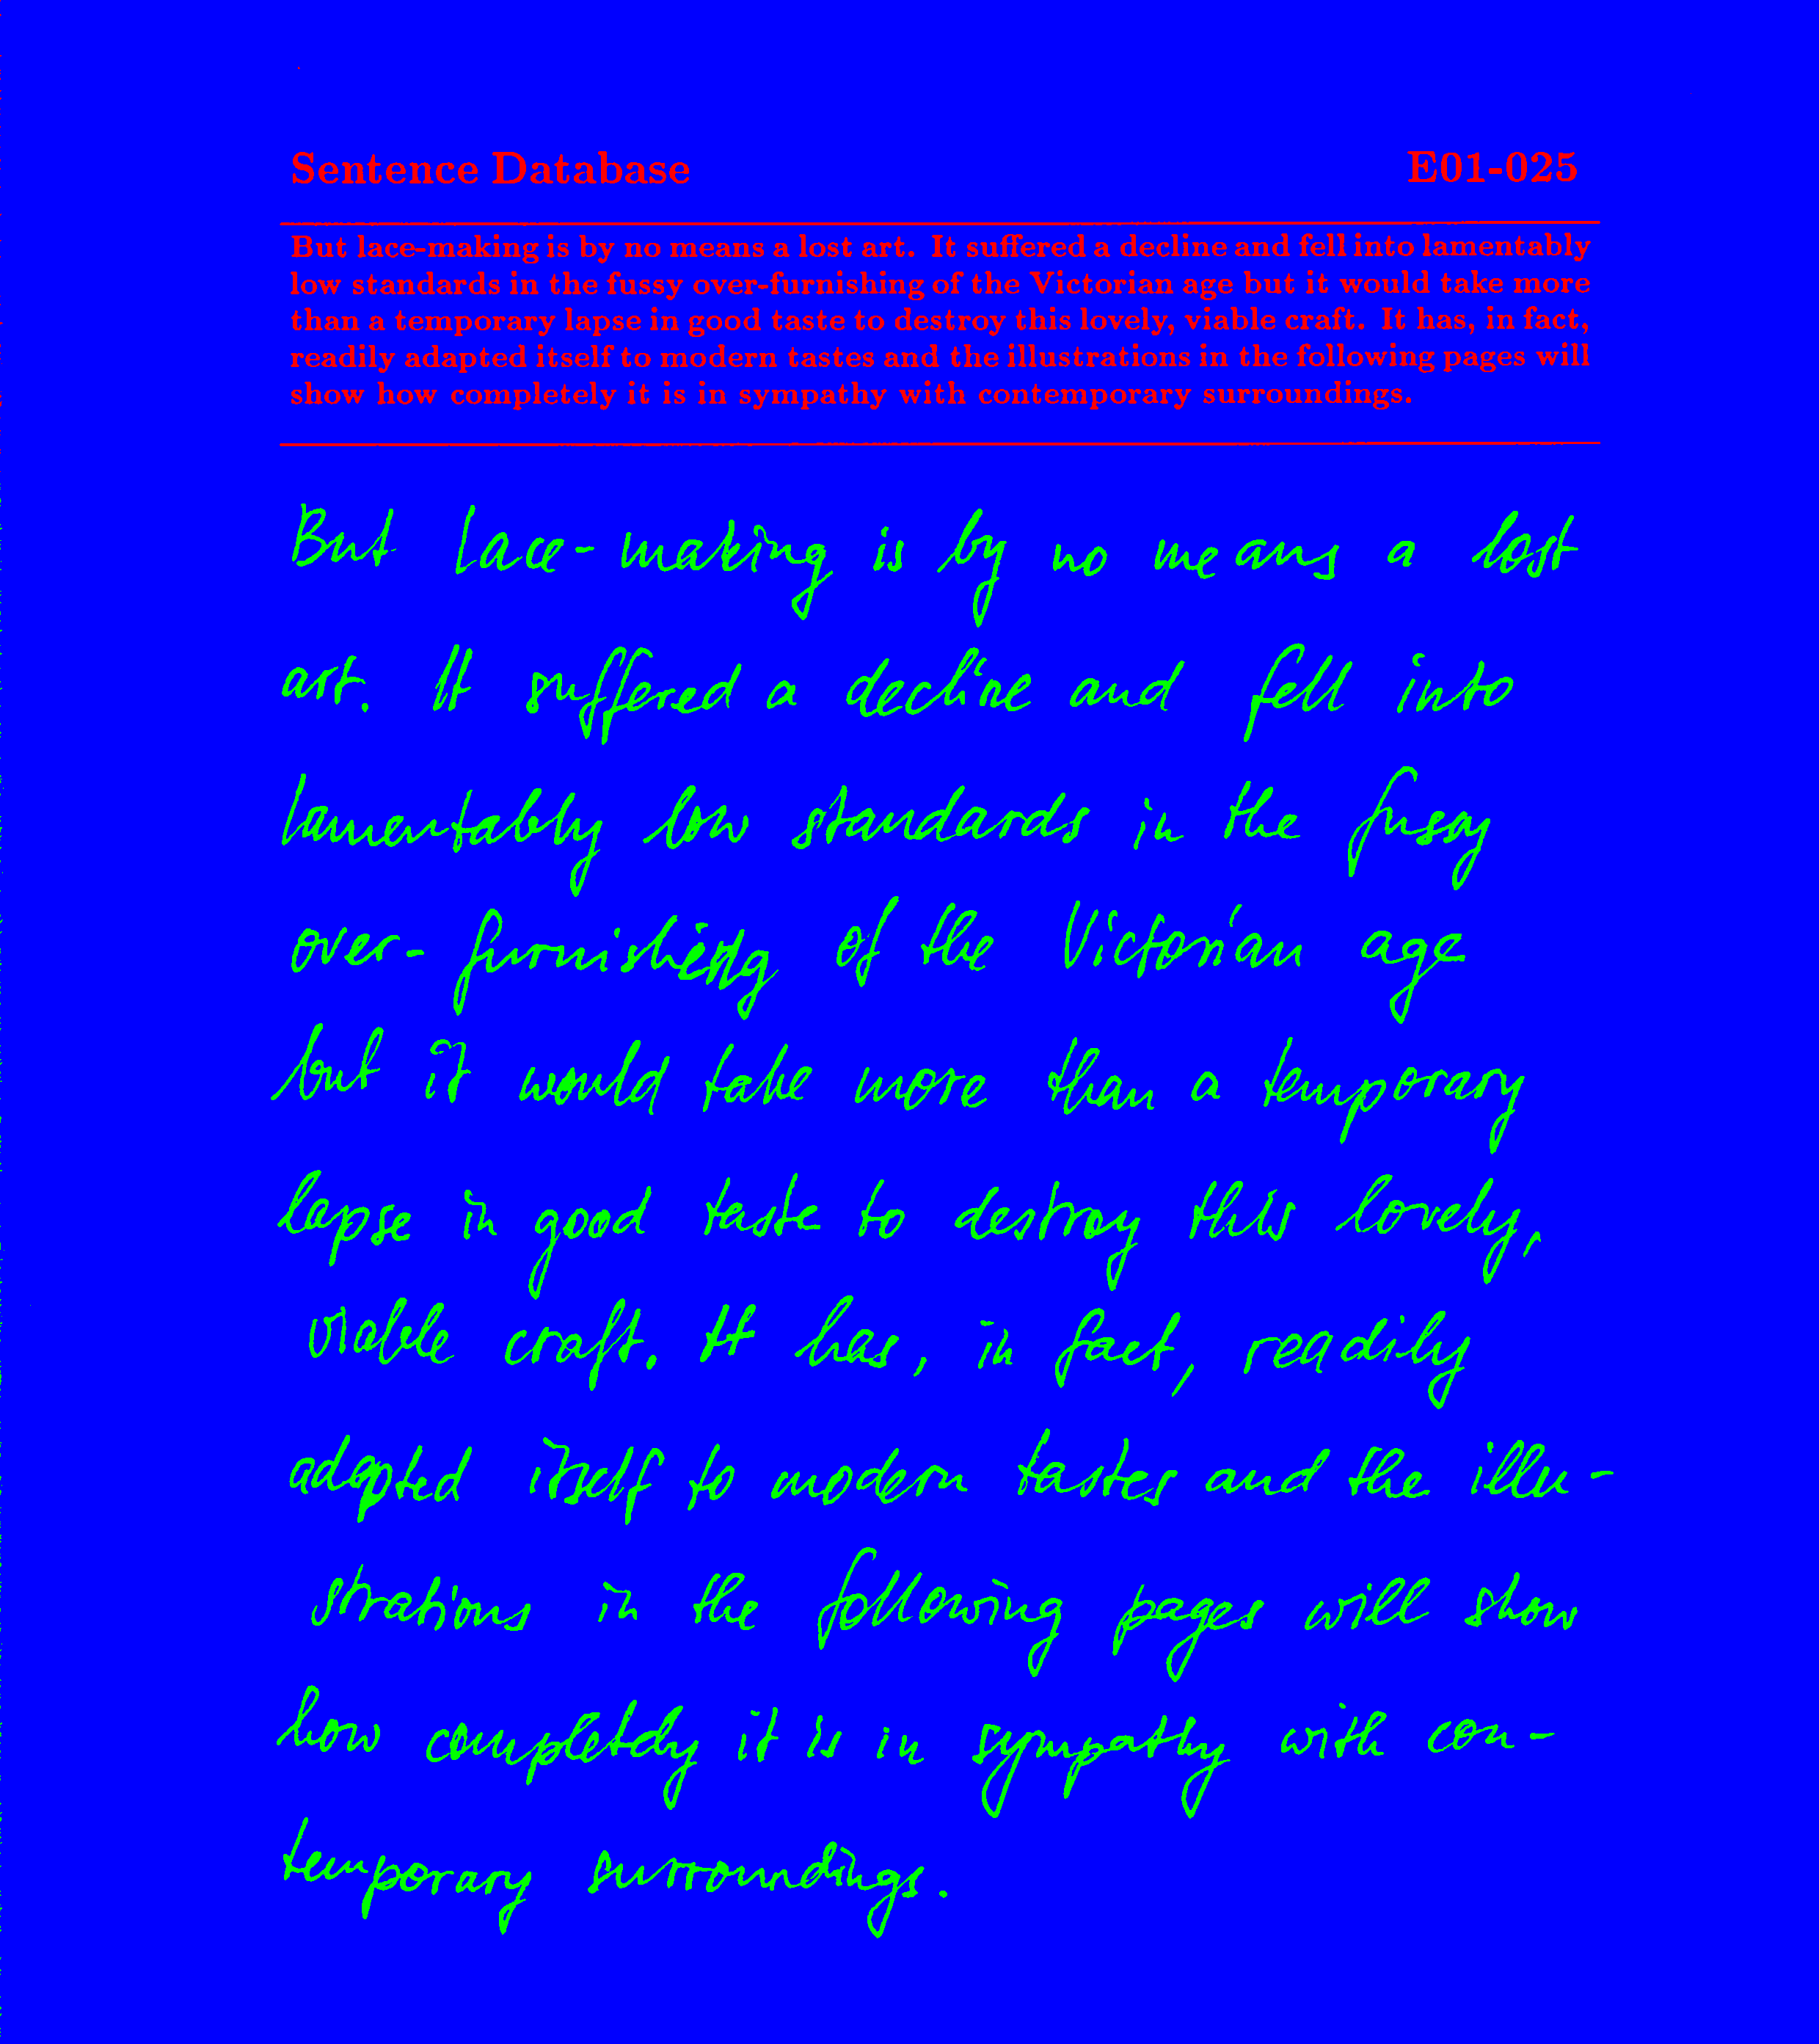 Sentence Database E01-025
But lace-making is by no means a lost art. It suffered a decline and fell into lamentably
low standards in the fussy over-furnishing of the Victorian age but it would take more
than a temporary lapse in good taste to destroy this lovely, viable craft. It has, in fact,
readily adapted itself to modern tastes and the illustrations in the following pages will
show how completely it is in sympathy with contemporary surroundings.
But lace-making is by no means a lost
art. It suffered a decline and fell into
lamentably low standards in the fussy
over-furnishing of the Victorian age
but it would take more than a temporary
lapse in good taste to destroy this lovely,
viable craft. It has, in fact, readily
adapted itself to modern tastes and the illu-
strations in the following pages will show
how completely it is in sympathy with con-
temporary surroundings.